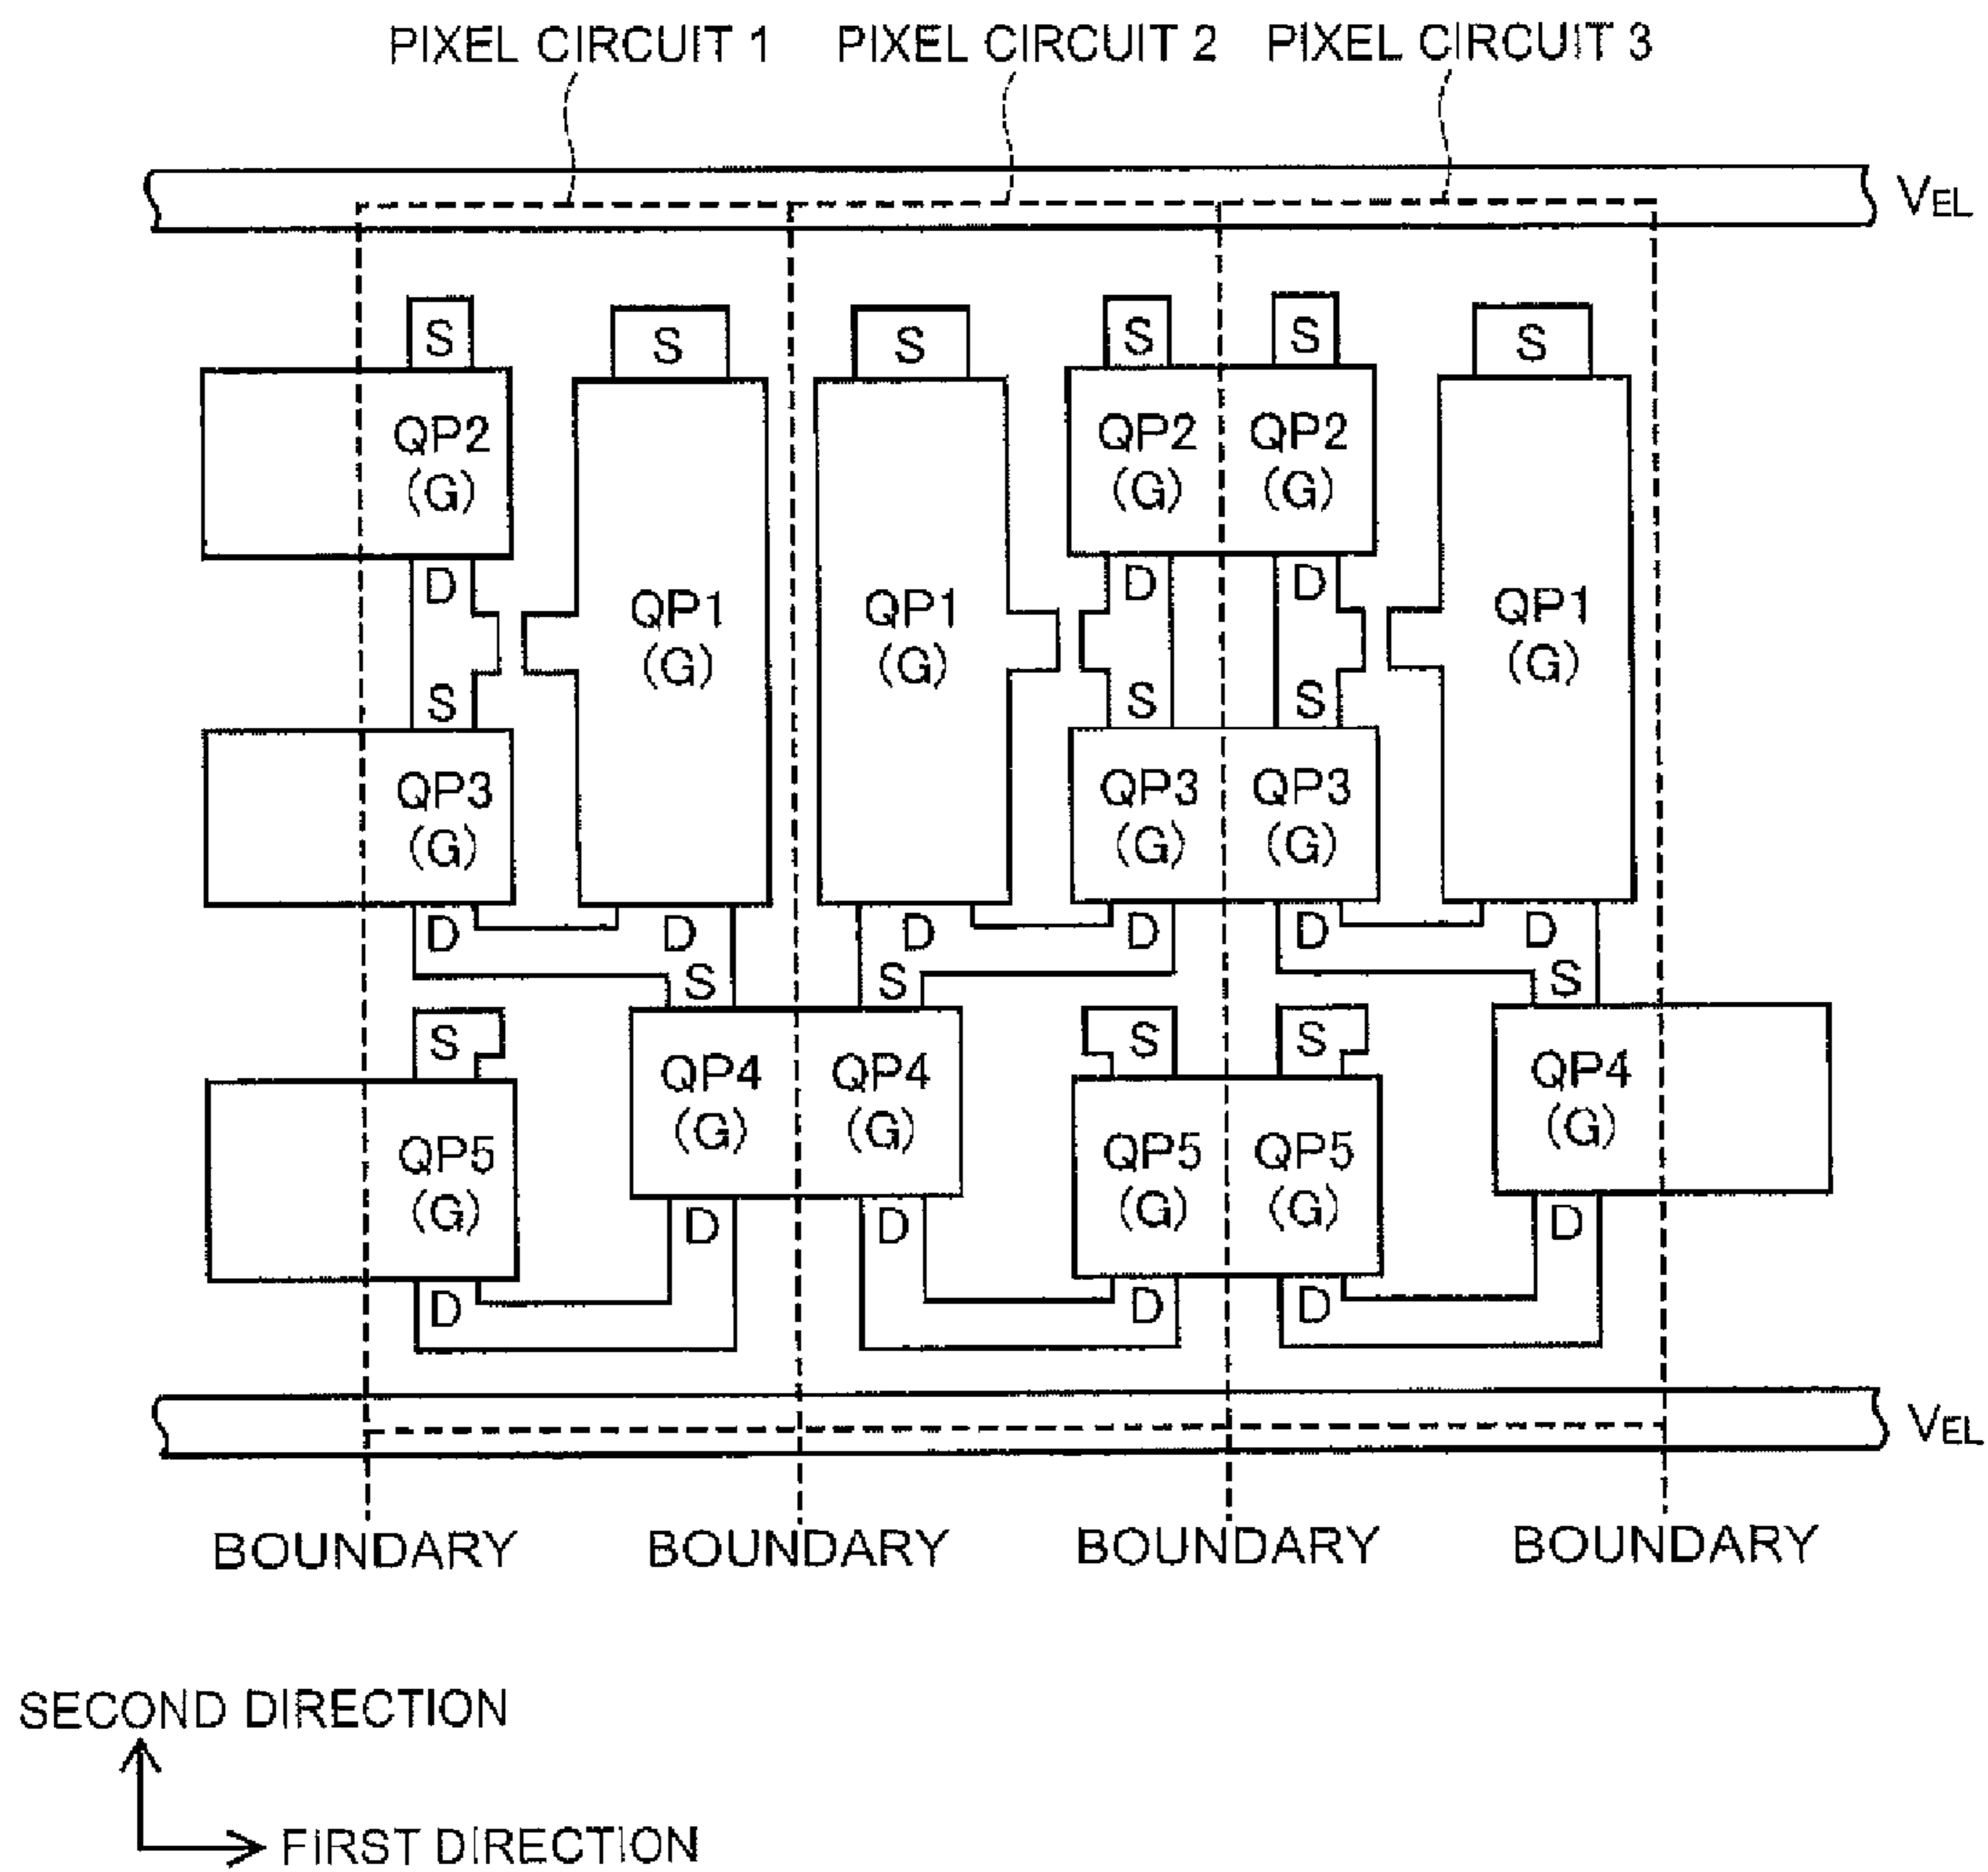 PIXEL CIRCUIT 1 PIXEL CIRCUIT 2 PIXEL CIRCUIT 3
VEL
S S S S S S
QP2 QP2 QP2
(G) (G) (G)
D D D
QP1 QP1 QP1
(G) (G) (G)
S S S
QP3 QP3 QP3
(G) (G) (G)
D D D D D D
S S S
S S S
QP4 QP4 QP4
(G) (G) (G)
QP5 QP5 QP5
(G) (G) (G)
D D D
D D D
VEL
BOUNDARY BOUNDARY BOUNDARY BOUNDARY
SECOND DIRECTION
FIRST DIRECTION